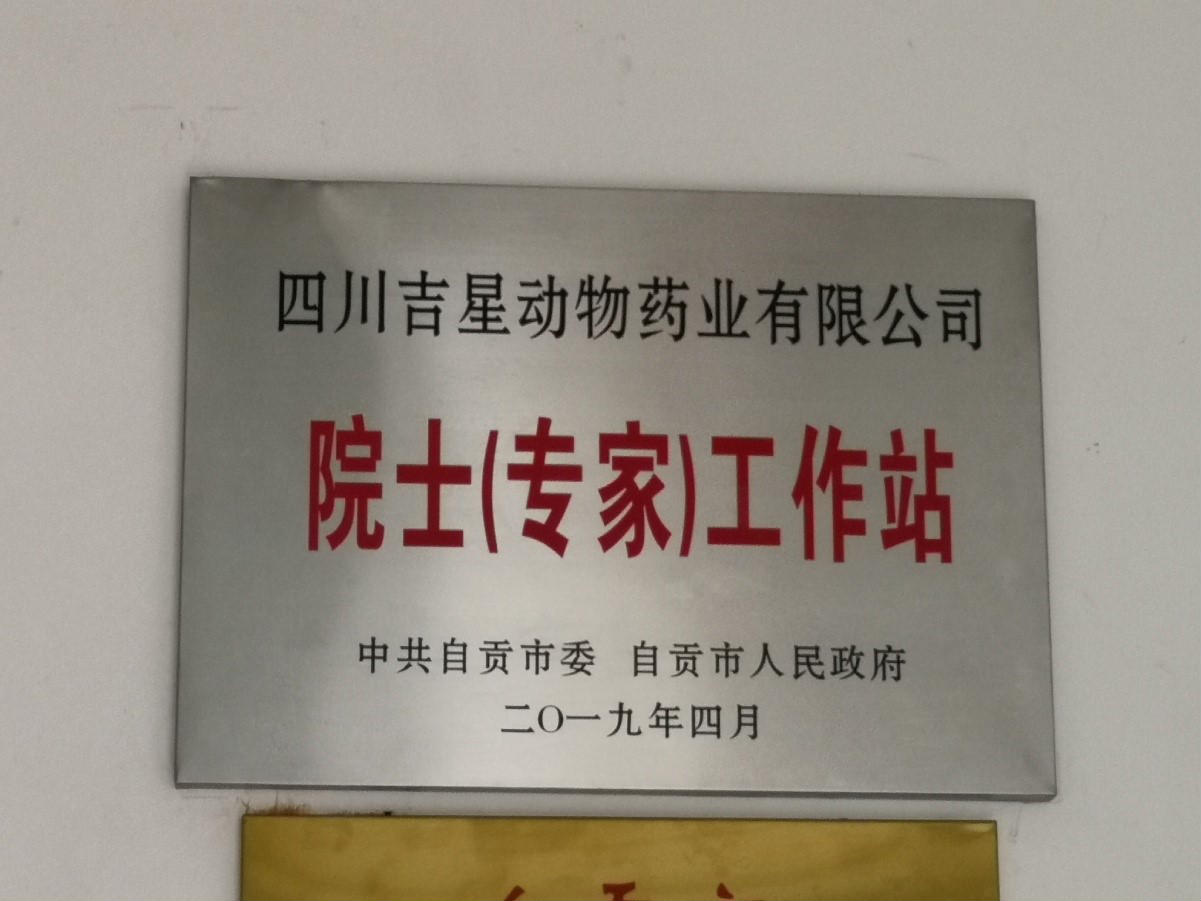 四川吉星动物药业有限公司
院士(专家)工作站
中共自贡市委 自贡市人民政府
二〇一九年四月